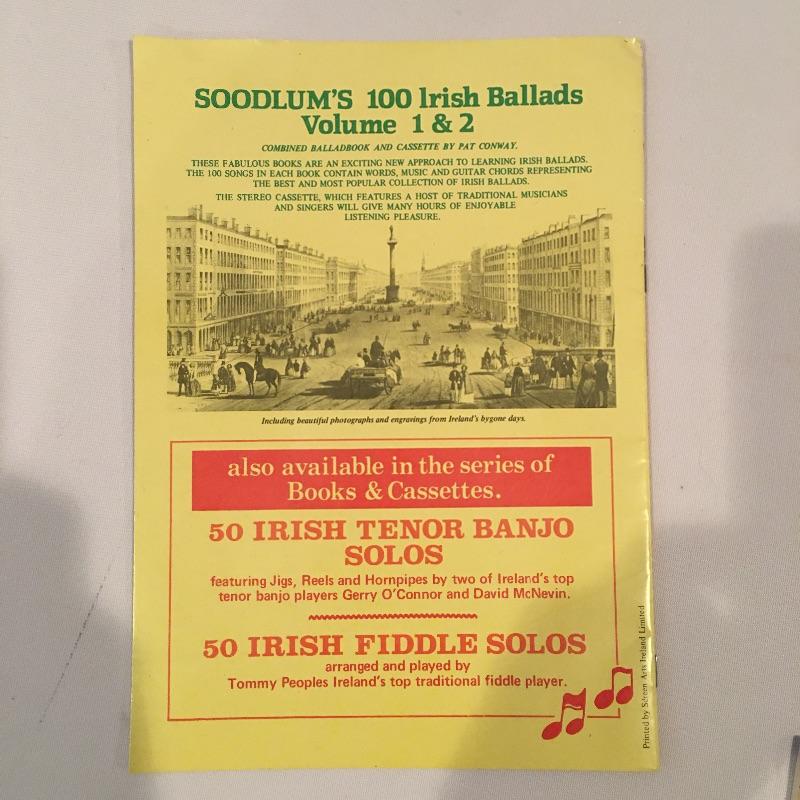 SOODLUM'S 100 Irish Ballads
Volume 1 & 2
COMBINED BALLADBOOK AND CASSETTE BY PAT CONWAY.
THESE FABULOUS BOOKS ARE AN EXCITING NEW APPROACH TO LEARNING IRISH BALLADS.
THE 100 SONGS IN EACH BOOK CONTAIN WORDS, MUSIC AND GUITAR CHORDS REPRESENTING
THE BEST AND MOST POPULAR COLLECTION OF IRISH BALLADS.
THE STEREO CASSETTE, WHICH FEATURES A HOST OF TRADITIONAL MUSICIANS
AND SINGERS WILL GIVE MANY HOURS OF ENJOYABLE
LISTENING PLEASURE.
Including beautiful photographs and engravings from Ireland's bygone days.
also available in the series of
Books & Cassettes.
50 IRISH TENOR BANJO
SOLOS
featuring Jigs, Reels and Hornpipes by two of Ireland's top
tenor banjo players Gerry O'Connor and David McNevin.
50 IRISH FIDDLE SOLOS
arranged and played by
Tommy Peoples Ireland's top traditional fiddle player.
Printed by Screen Arts Ireland Limited